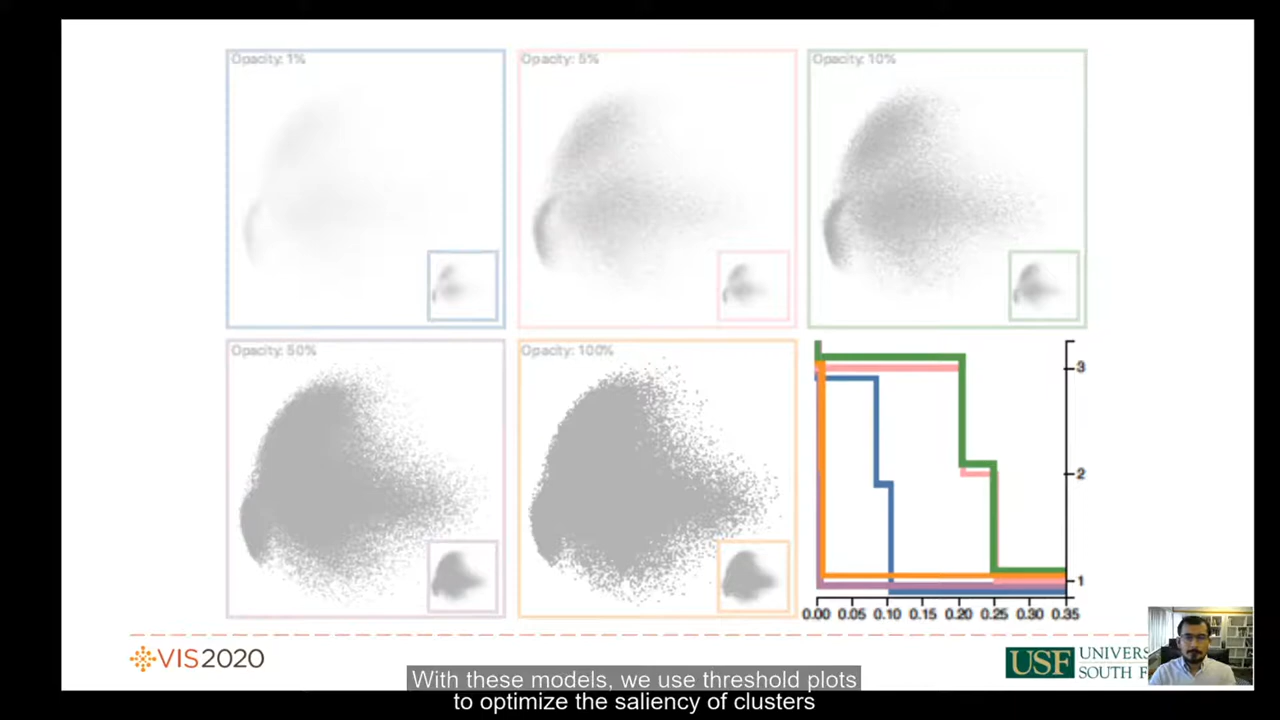 Opacity: 1%
Opacity: 5%
Opacity: 10%
Opacity: 50%
Opacity: 100%
3
2
1
0.00 0.05 0.10 0.15 0.20 0.25 0.30 0.35
VIS2020
USF
SOUTH
With these models, we use threshold plots
to optimize the saliency of clusters